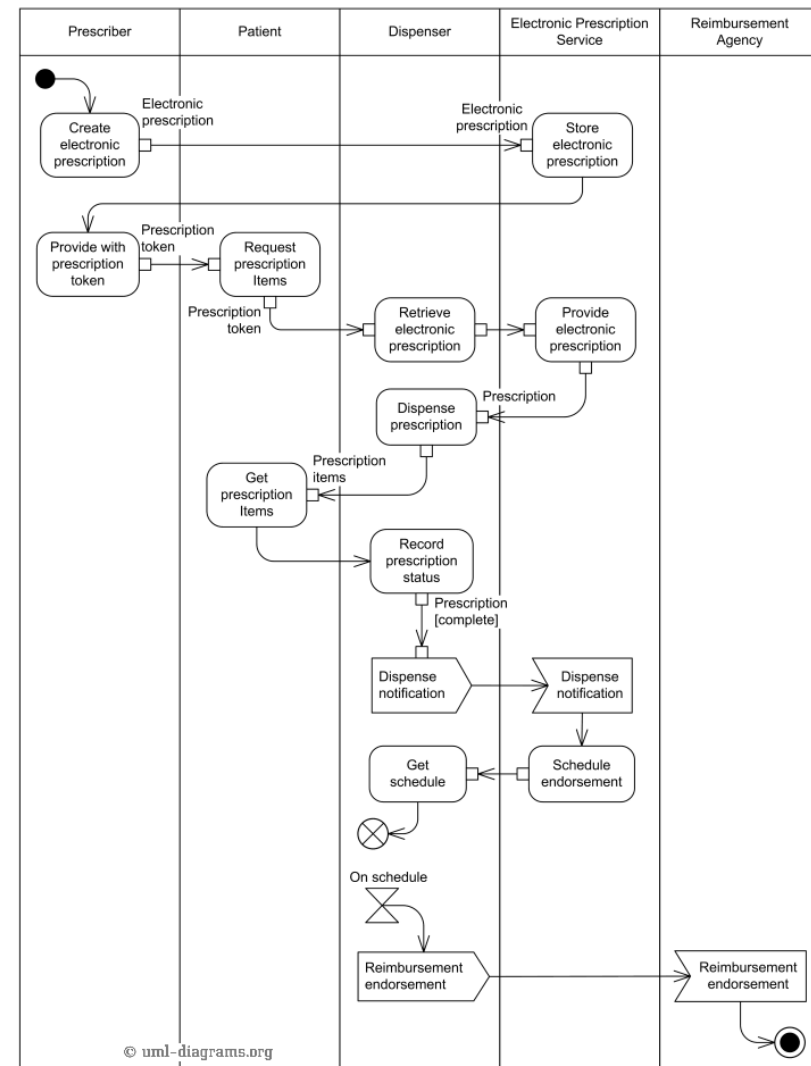 Prescriber
Patient
Dispenser
Electronic Prescription
Service
Reimbursement
Agency
Electronic
prescription
Electronic
prescription
Create
electronic
prescription
Store
electronic
prescription
Prescription
token
Provide with
prescription
token
Request
prescription
Items
Prescription
token
Retrieve
electronic
prescription
Provide
electronic
prescription
Prescription
Dispense
prescription
Prescription
items
Get
prescription
Items
Record
prescription
status
Prescription
[complete]
Dispense
notification
Dispense
notification
Get
schedule
Schedule
endorsement
On schedule
Reimbursement
endorsement
Reimbursement
endorsement
© uml-diagrams.org